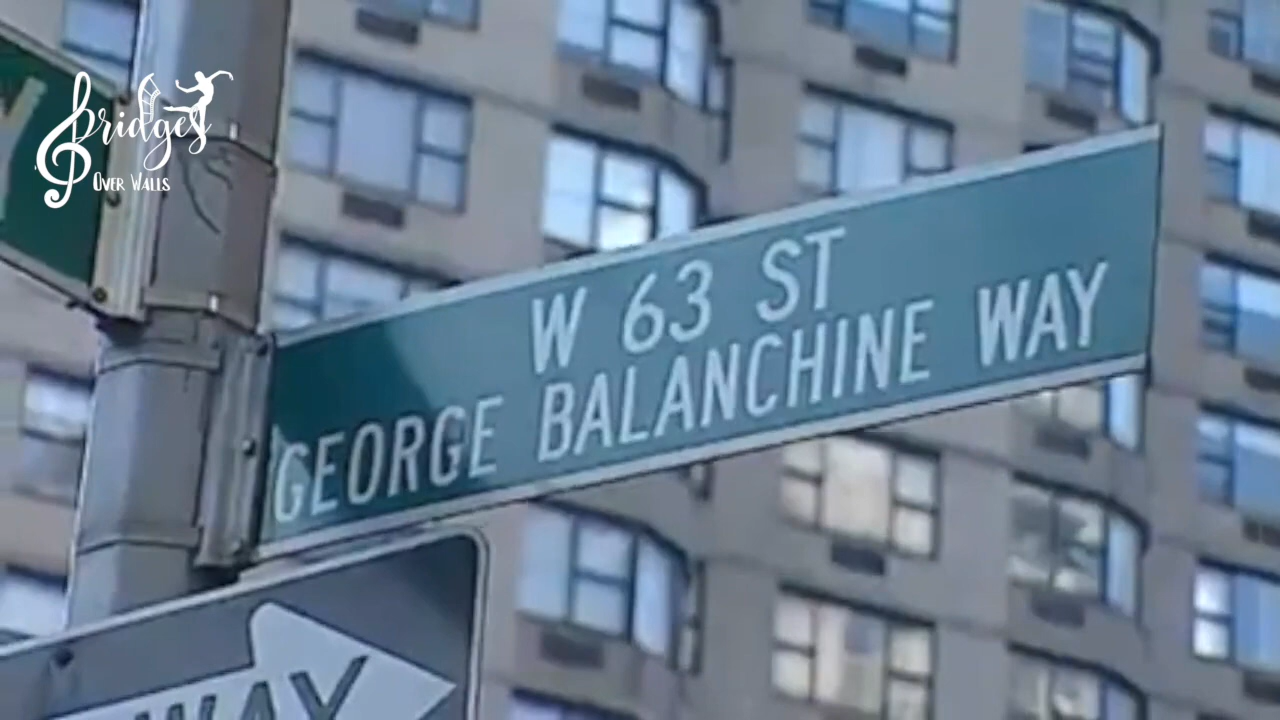 Bridges
Over Walls
Y
W 63 ST
GEORGE BALANCHINE WAY
WAY